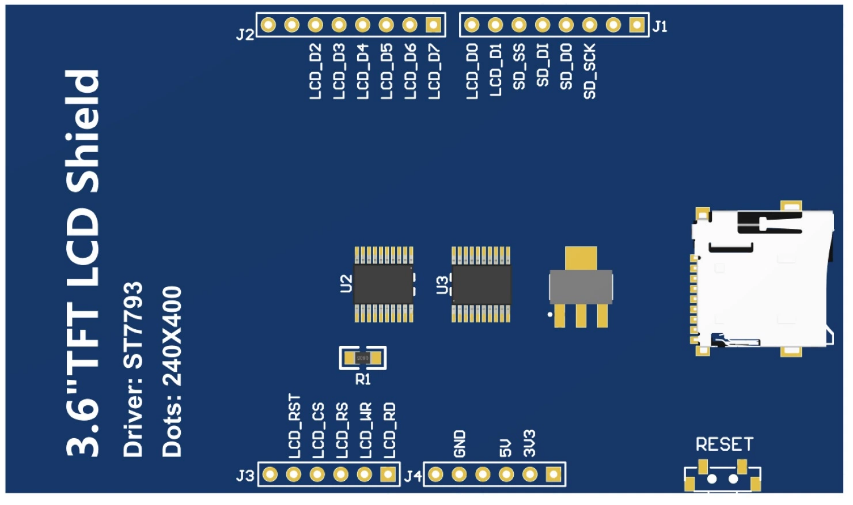 J2
J1
LCD_D2
LCD_D3
LCD_D4
LCD_D5
LCD_D6
LCD_D7
LCD_D0
LCD_D1
SD_SS
SD_DI
SD_DO
SD_SCK
3.6"TFT LCD Shield
Driver: ST7793
Dots: 240X400
U2
U3
R1
LCD_RST
LCD_CS
LCD_RS
LCD_WR
LCD_RD
GND
5V
3V3
RESET
J3
J4